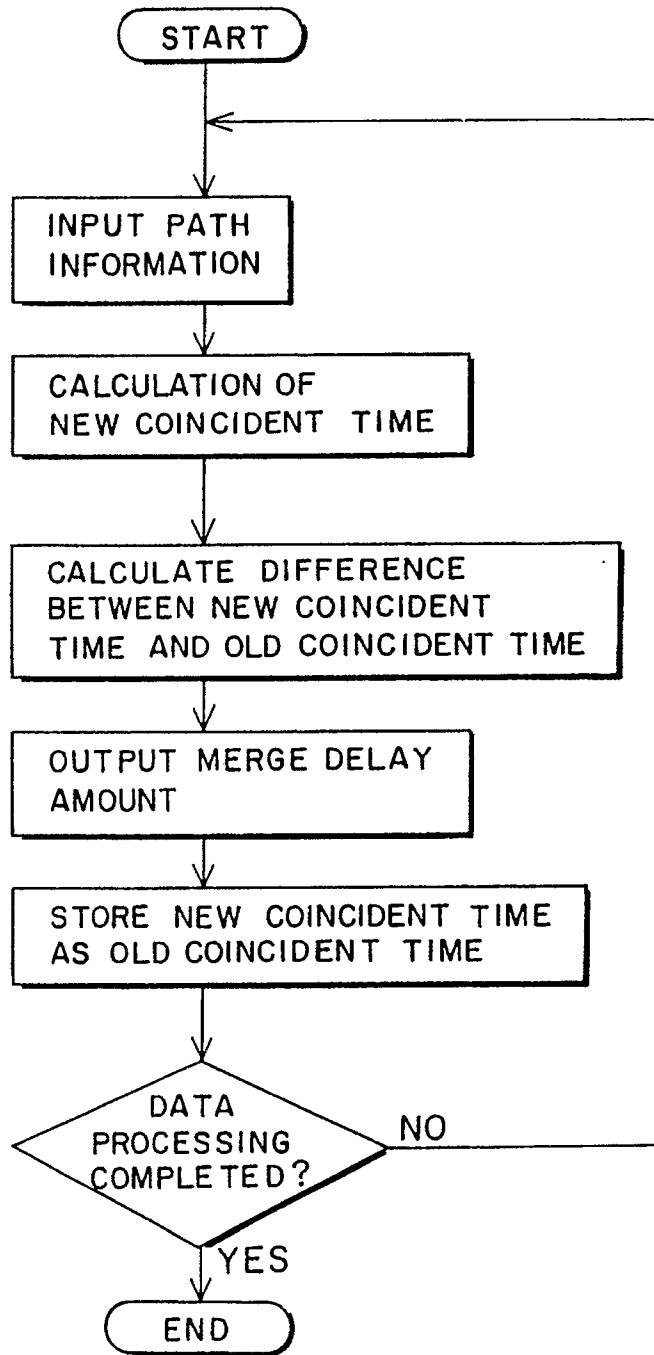 START
INPUT PATH
INFORMATION
CALCULATION OF
NEW COINCIDENT TIME
CALCULATE DIFFERENCE
BETWEEN NEW COINCIDENT
TIME AND OLD COINCIDENT TIME
OUTPUT MERGE DELAY
AMOUNT
STORE NEW COINCIDENT TIME
AS OLD COINCIDENT TIME
DATA
PROCESSING
COMPLETED?
NO
YES
END